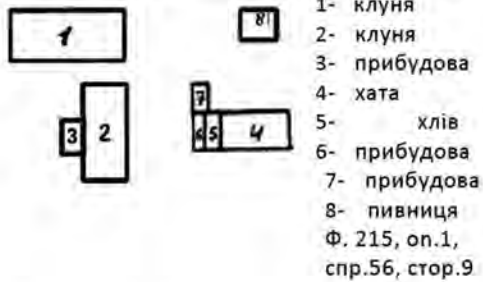 1
81
1- клуня
2- клуня
3- прибудова
4- хата
5- хлів
6- прибудова
7- прибудова
8- пивниця
Ф. 215, оп.1,
спр.56, стор.9
3 2
7
6 5 4